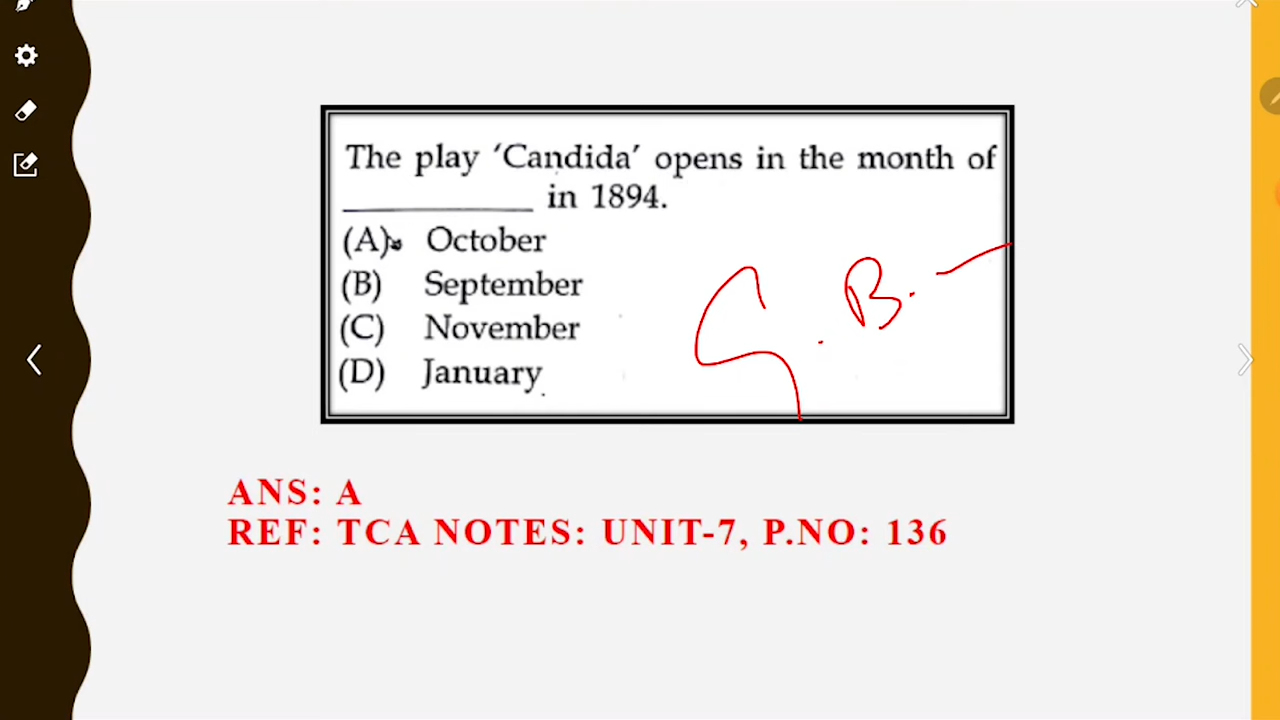 The play ‘Candida’ opens in the month of
____________ in 1894.
(A) October
(B) September
(C) November
(D) January
G. B.
ANS: A
REF: TCA NOTES: UNIT-7, P.NO: 136